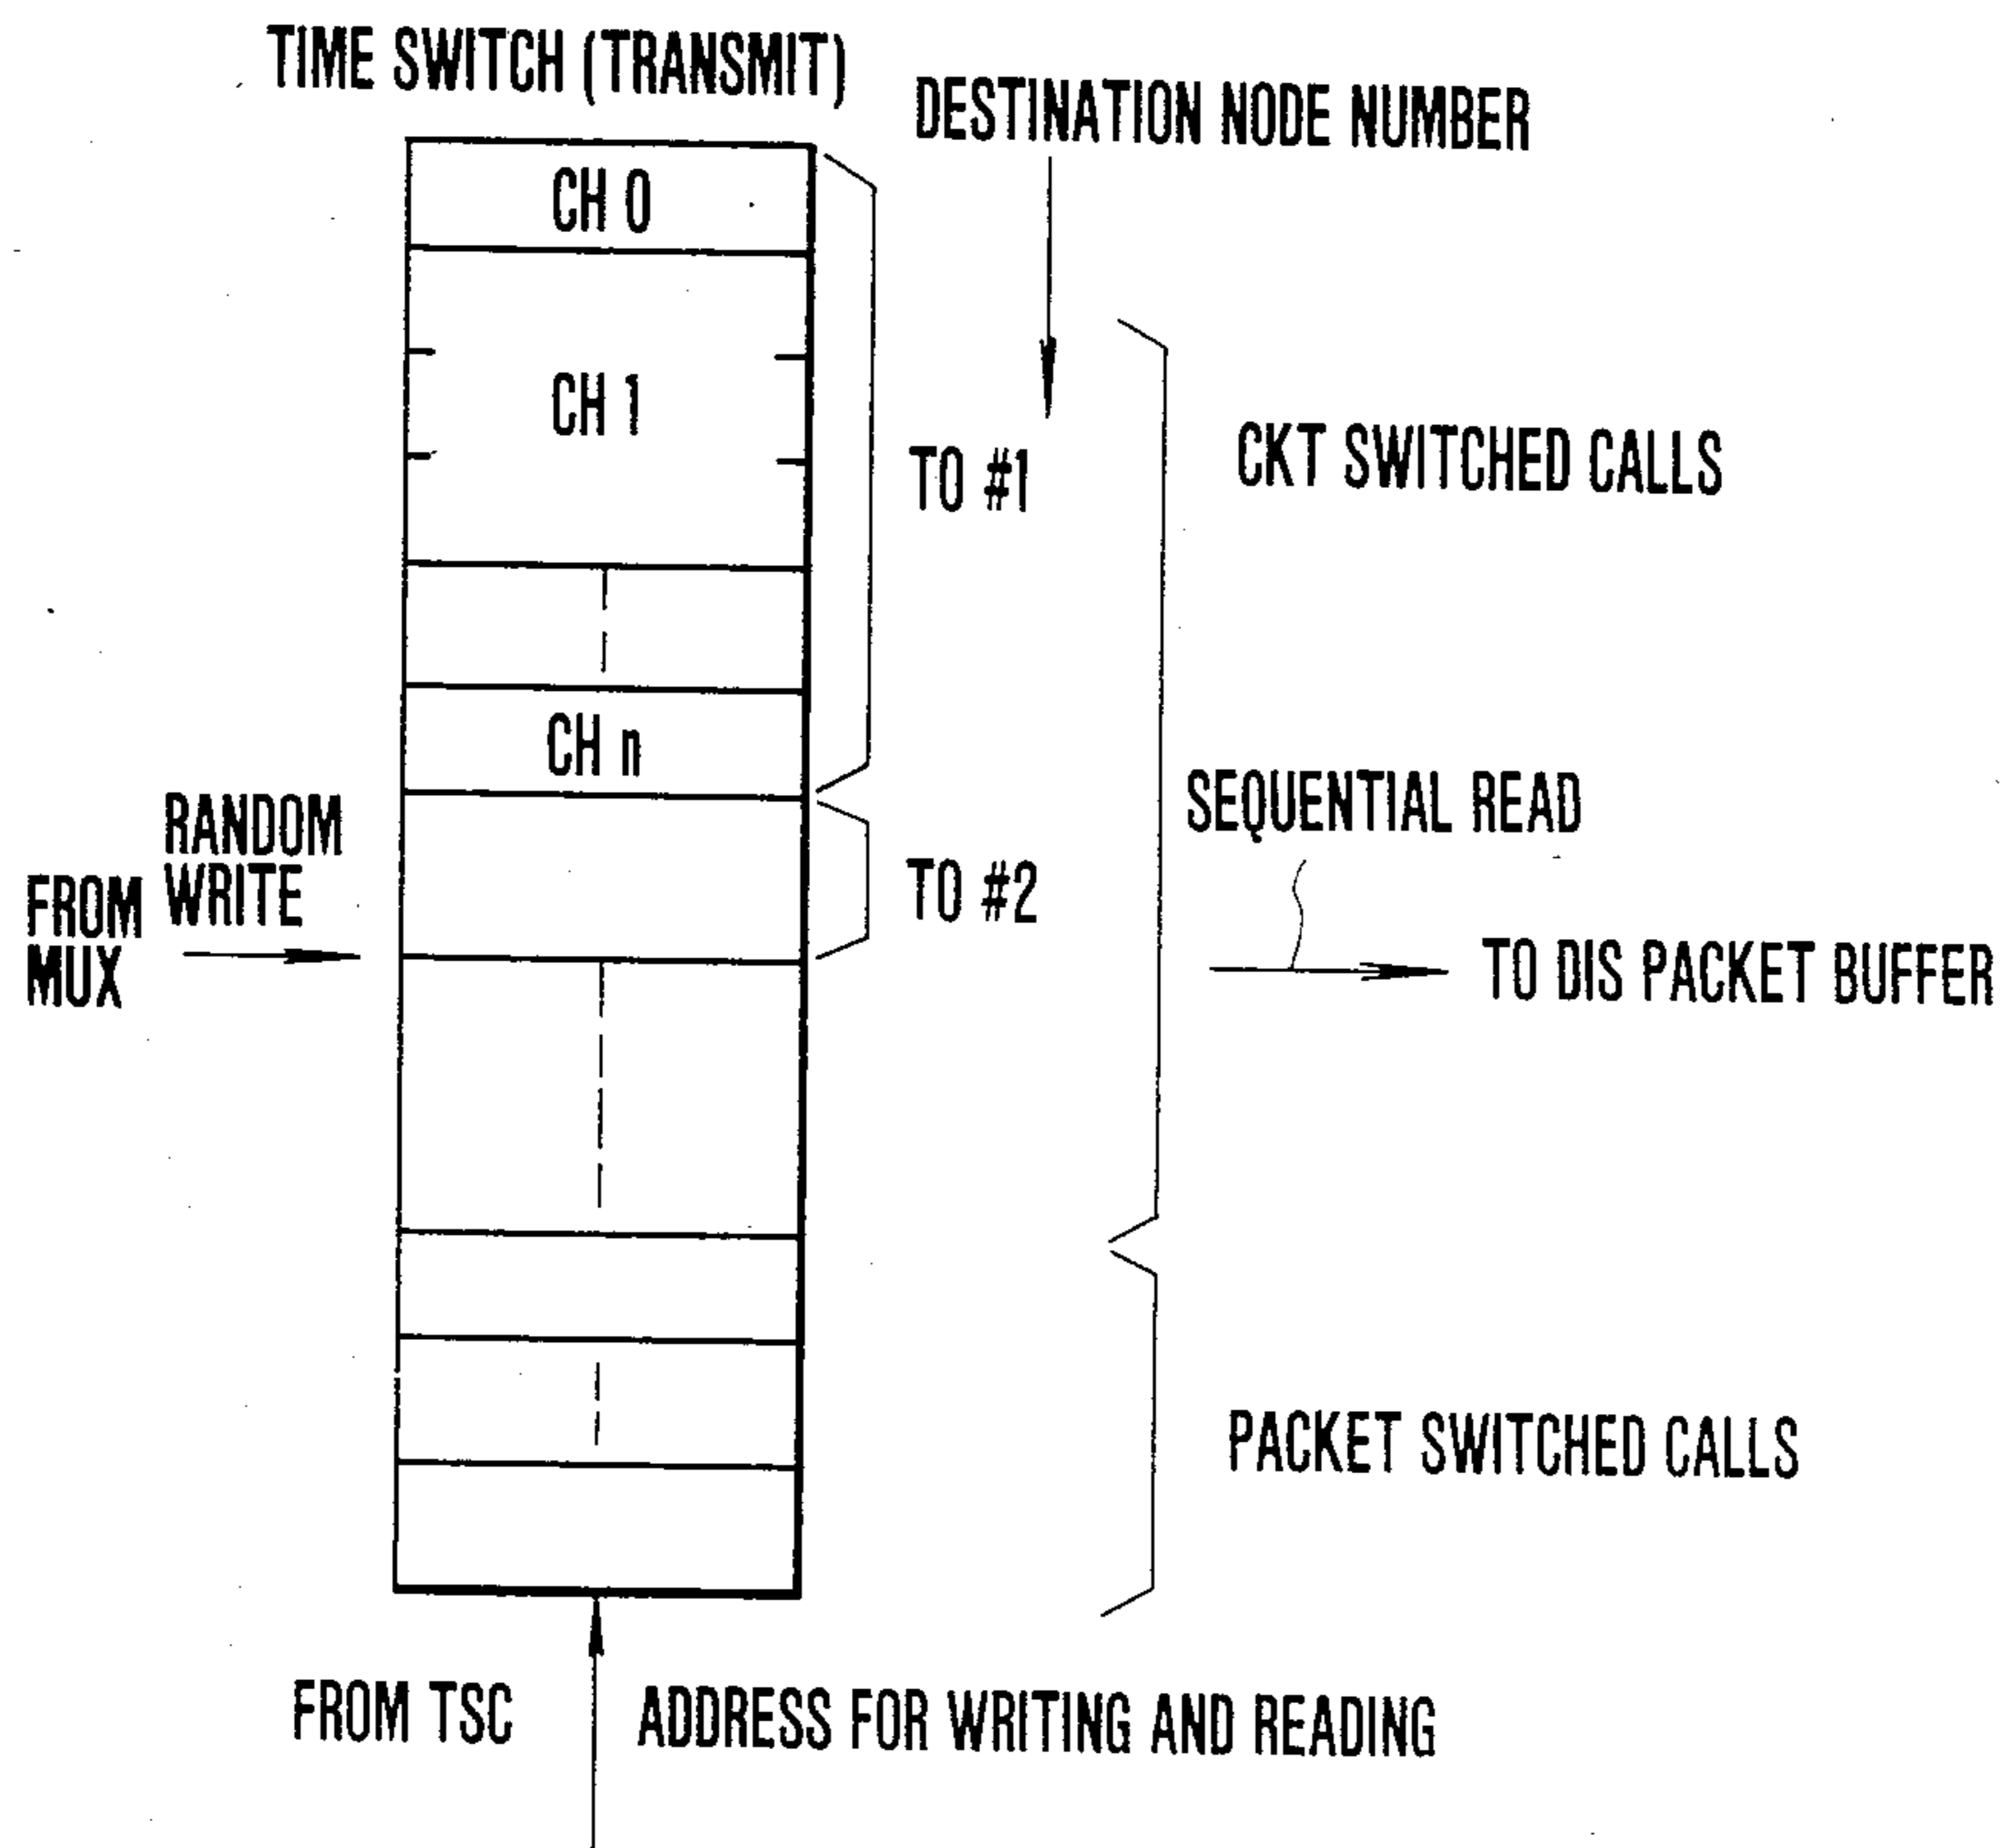 TIME SWITCH (TRANSMIT)
DESTINATION NODE NUMBER
CH 0
CH 1
CKT SWITCHED CALLS
TO #1
CH n
RANDOM
WRITE
SEQUENTIAL READ
TO #2
FROM
MUX
TO DIS PACKET BUFFER
PACKET SWITCHED CALLS
FROM TSC
ADDRESS FOR WRITING AND READING